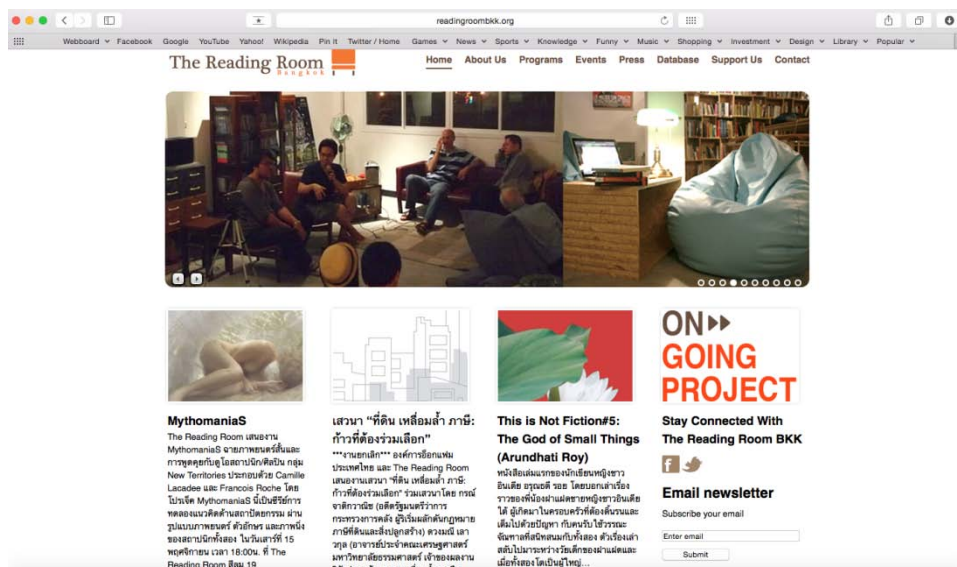 readingroombkk.org
Webboard Facebook Google YouTube Yahoo! Wikipedia Pin It Twitter / Home Games News Sports Knowledge Funny Music Shopping Investment Design Library Popular
The Reading Room
Bangkok
Home About Us Programs Events Press Database Support Us Contact
MythomaniaS
The Reading Room เสนองาน
MythomaniaS ฉายภาพยนตร์สั้นและ
การพูดคุยกับดูโอสถาปนิก/ศิลปิน กลุ่ม
New Territories ประกอบด้วย Camille
Lacadee และ Francois Roche โดย
โปรเจ็ค MythomaniaS นี้เป็นซีรีย์การ
ทดลองแนวคิดด้านสถาปัตยกรรม ผ่าน
รูปแบบภาพยนตร์ ตัวอักษร และภาพนิ่ง
ของสถาปนิกทั้งสอง ในวันเสาร์ที่ 15
พฤศจิกายน เวลา 18:00น. ที่ The
Reading Room สีลม 19
เสวนา “ที่ดิน เหลื่อมล้ำ ภาษี:
ก้าวที่ต้องร่วมเลือก”
***งานยกเลิก*** องค์การอ็อกแฟม
ประเทศไทย และ The Reading Room
เสนองานเสวนา “ที่ดิน เหลื่อมล้ำ ภาษี:
ก้าวที่ต้องร่วมเลือก” ร่วมเสวนาโดย กรณ์
จาติกวาณิช (อดีตรัฐมนตรีว่าการ
กระทรวงการคลัง ผู้ริเริ่มผลักดันกฎหมาย
ภาษีที่ดินและสิ่งปลูกสร้าง) ดวงมณี เลา
วกุล (อาจารย์ประจำคณะเศรษฐศาสตร์
มหาวิทยาลัยธรรมศาสตร์ เจ้าของผลงาน
This is Not Fiction#5:
The God of Small Things
(Arundhati Roy)
หนังสือเล่มแรกของนักเขียนหญิงชาว
อินเดีย อรุณธตี รอย โดยบอกเล่าเรื่อง
ราวของพี่น้องฝาแฝดชายหญิงชาวอินเดีย
ใต้ ผู้เกิดมาในครอบครัวที่ต้องดิ้นรนและ
เต็มไปด้วยปัญหา กับคนรับใช้วรรณะ
จัณฑาลที่สนิทสนมกับทั้งสอง ตัวเรื่องเล่า
สลับไปมาระหว่างวัยเด็กของฝาแฝดและ
เมื่อทั้งสองโตเป็นผู้ใหญ่...
ON
GOING
PROJECT
Stay Connected With
The Reading Room BKK
Email newsletter
Subscribe your email
Enter email
Submit